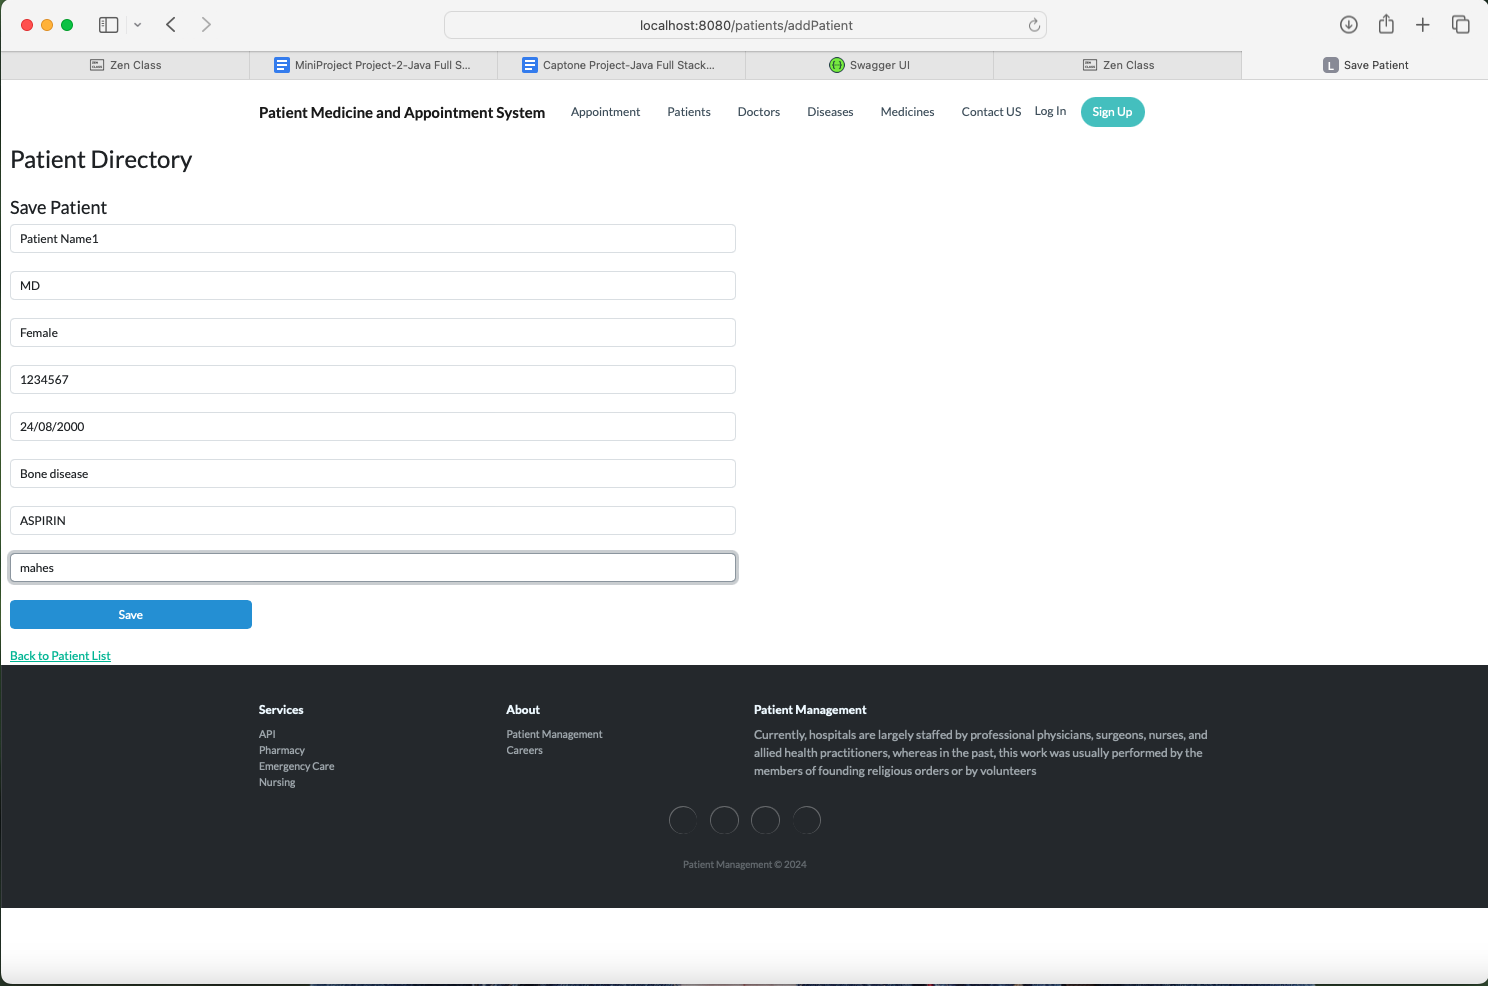 localhost:8080/patients/addPatient
Zen Class
MiniProject Project-2-Java Full S...
Captone Project-Java Full Stack...
Swagger UI
Zen Class
L Save Patient
Patient Medicine and Appointment System Appointment Patients Doctors Diseases Medicines Contact US Log In Sign Up
Patient Directory
Save Patient
Patient Name1
MD
Female
1234567
24/08/2000
Bone disease
ASPIRIN
mahes
Save
Back to Patient List
Services
API
Pharmacy
Emergency Care
Nursing
About
Patient Management
Careers
Patient Management
Currently, hospitals are largely staffed by professional physicians, surgeons, nurses, and
allied health practitioners, whereas in the past, this work was usually performed by the
members of founding religious orders or by volunteers
Patient Management © 2024